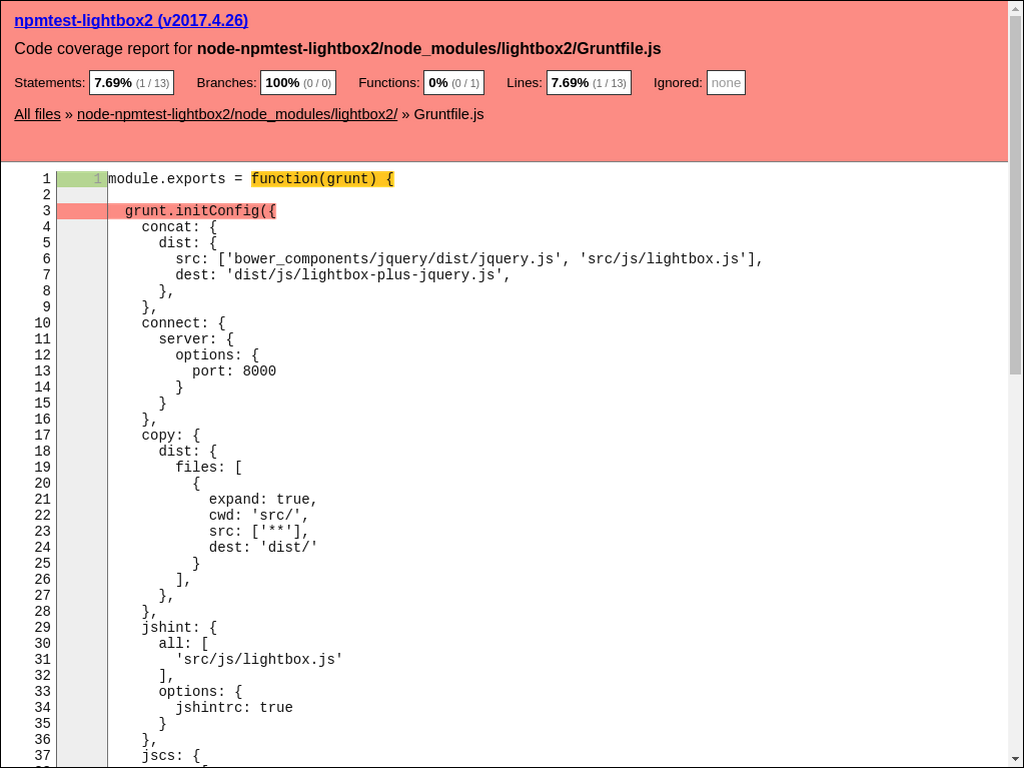 npmtest-lightbox2 (v2017.4.26)
Code coverage report for node-npmtest-lightbox2/node_modules/lightbox2/Gruntfile.js
Statements: 7.69% (1 / 13) Branches: 100% (0 / 0) Functions: 0% (0 / 1) Lines: 7.69% (1 / 13) Ignored: none
All files » node-npmtest-lightbox2/node_modules/lightbox2/ » Gruntfile.js
1 1 module.exports = function(grunt) {
2
3   grunt.initConfig({
4     concat: {
5       dist: {
6         src: ['bower_components/jquery/dist/jquery.js', 'src/js/lightbox.js'],
7         dest: 'dist/js/lightbox-plus-jquery.js',
8       },
9     },
10     connect: {
11       server: {
12         options: {
13           port: 8000
14         }
15       }
16     },
17     copy: {
18       dist: {
19         files: [
20           {
21             expand: true,
22             cwd: 'src/',
23             src: ['**'],
24             dest: 'dist/'
25           }
26         ],
27       },
28     },
29     jshint: {
30       all: [
31         'src/js/lightbox.js'
32       ],
33       options: {
34         jshintrc: true
35       }
36     },
37     jscs: {